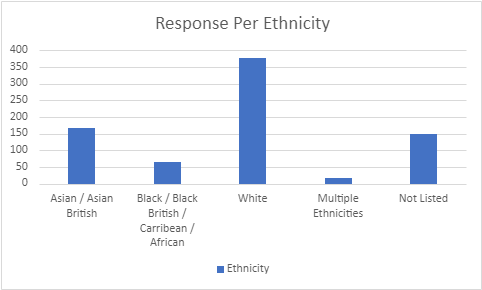 Response Per Ethnicity
400
350
300
250
200
150
100
50
0
Asian / Asian
British
Black / Black
British /
Carribean /
African
White
Multiple
Ethnicities
Not Listed
Ethnicity